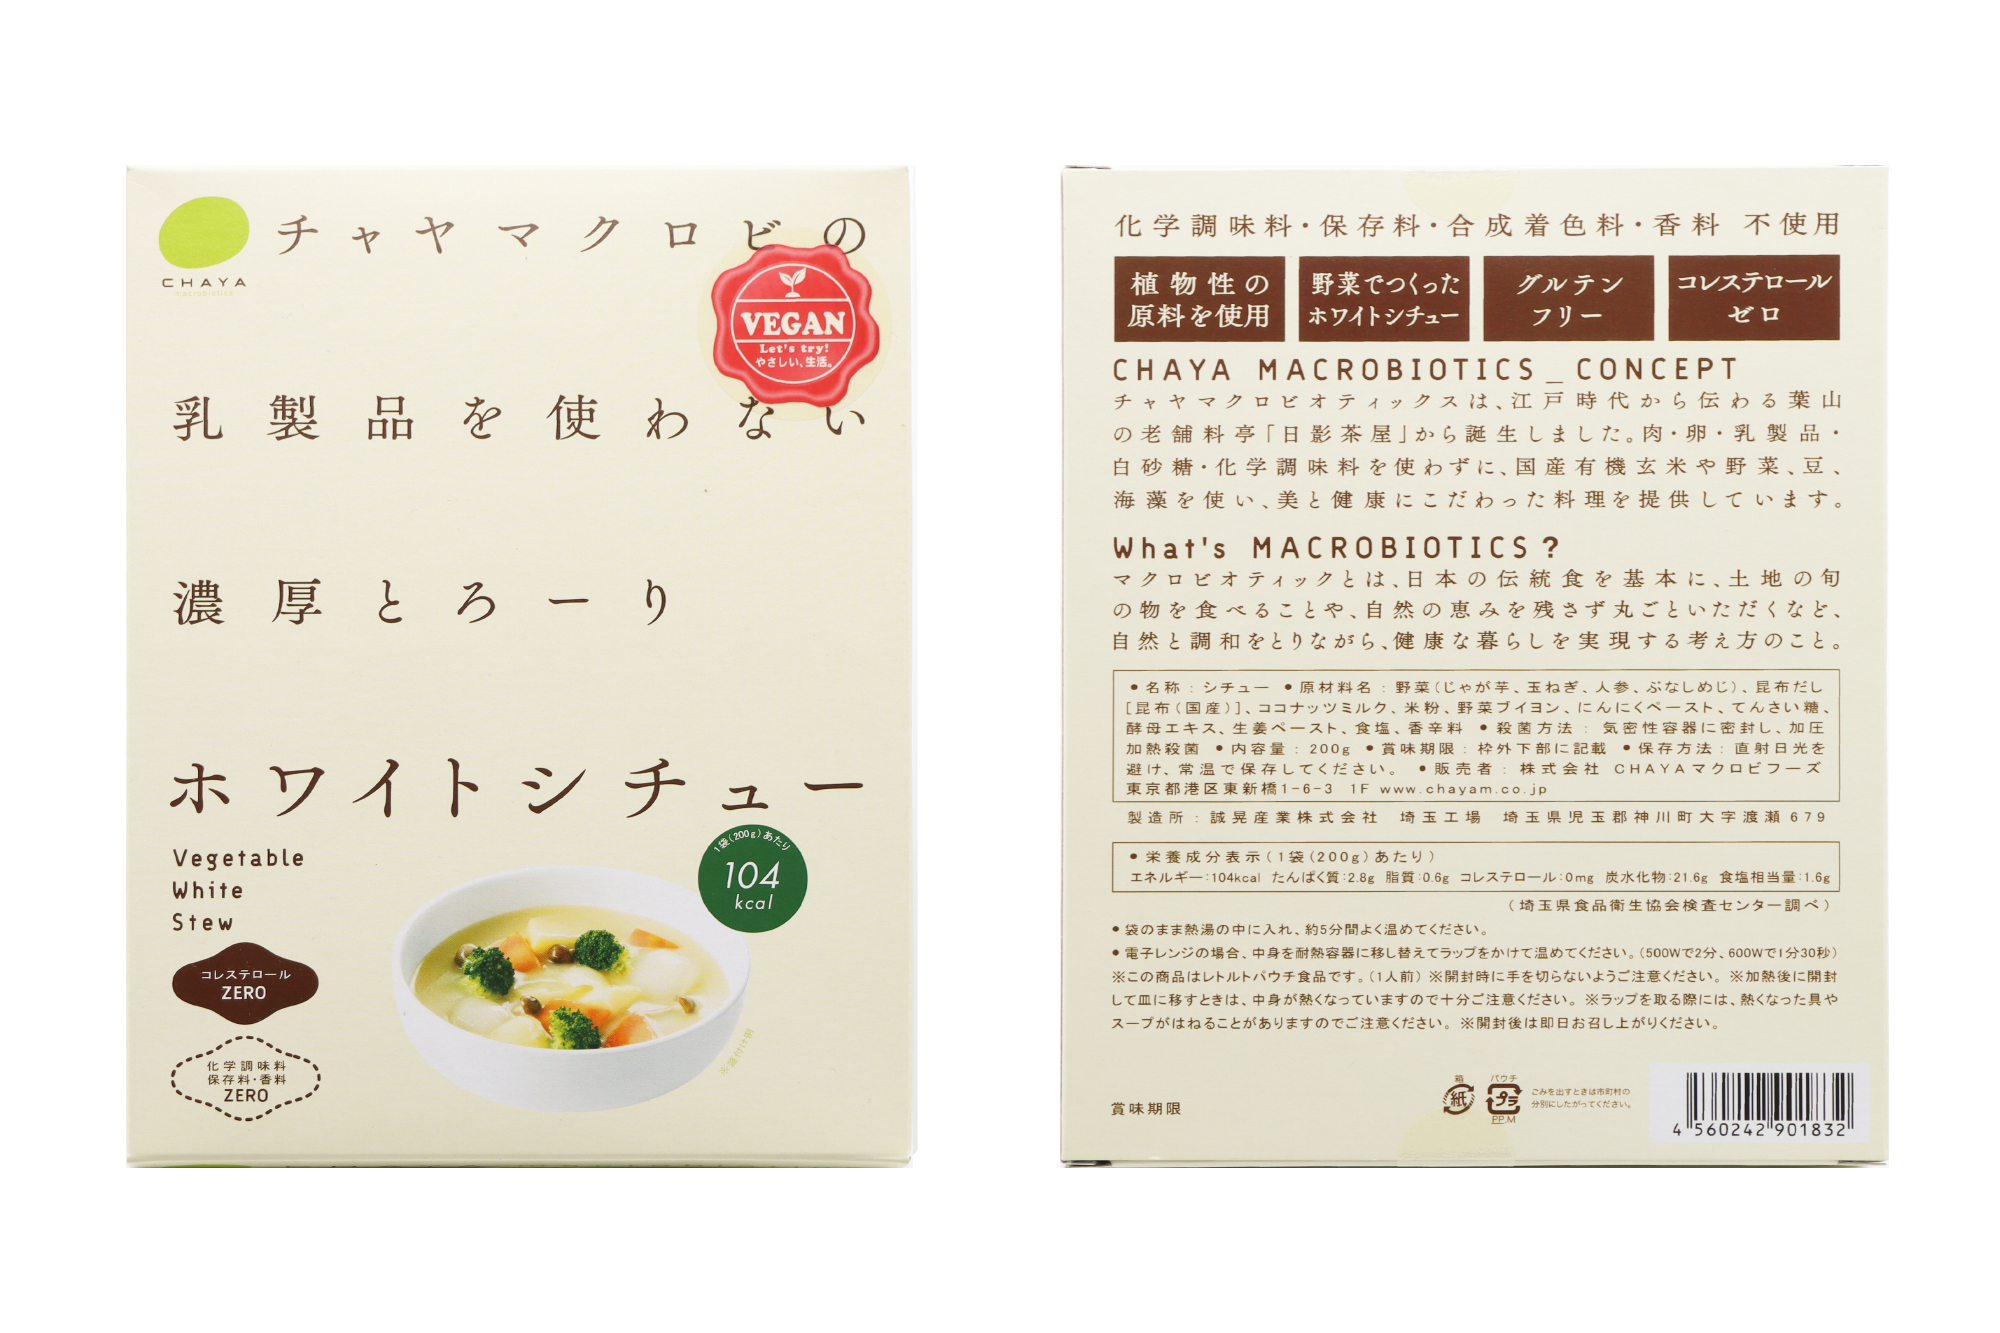 CHAYA
macrobiotics
チャヤマクロビの
VEGAN
Let's try!
やさしい、生活。
乳製品を使わない
濃厚とろーり
ホワイトシチュー
Vegetable
White
Stew
1袋(200g)あたり
104
kcal
コレステロール
ZERO
化学調味料
保存料・香料
ZERO
※盛付け例
化学調味料・保存料・合成着色料・香料 不使用
植物性の
原料を使用
野菜でつくった
ホワイトシチュー
グルテン
フリー
コレステロール
ゼロ
CHAYA MACROBIOTICS_CONCEPT
チャヤマクロビオティックスは、江戸時代から伝わる葉山
の老舗料亭「日影茶屋」から誕生しました。肉・卵・乳製品・
白砂糖・化学調味料を使わずに、国産有機玄米や野菜、豆、
海藻を使い、美と健康にこだわった料理を提供しています。
What's MACROBIOTICS?
マクロビオティックとは、日本の伝統食を基本に、土地の旬
の物を食べることや、自然の恵みを残さず丸ごといただくなど、
自然と調和をとりながら、健康な暮らしを実現する考え方のこと。
●名称：シチュー ●原材料名：野菜(じゃが芋、玉ねぎ、人参、ぶなしめじ)、昆布だし
[昆布(国産)]、ココナッツミルク、米粉、野菜ブイヨン、にんにくペースト、てんさい糖、
酵母エキス、生姜ペースト、食塩、香辛料 ●殺菌方法：気密性容器に密封し、加圧
加熱殺菌 ●内容量：200g ●賞味期限：枠外下部に記載 ●保存方法：直射日光を
避け、常温で保存してください。 ●販売者：株式会社 CHAYAマクロビフーズ
東京都港区東新橋1-6-3 1F www.chayam.co.jp
製造所：誠晃産業株式会社 埼玉工場 埼玉県児玉郡神川町大字渡瀬679
●栄養成分表示(1袋(200g)あたり)
エネルギー:104kcal たんぱく質:2.8g 脂質:0.6g コレステロール:0mg 炭水化物:21.6g 食塩相当量:1.6g
(埼玉県食品衛生協会検査センター調べ)
●袋のまま熱湯の中に入れ、約5分間よく温めてください。
●電子レンジの場合、中身を耐熱容器に移し替えてラップをかけて温めてください。(500Wで2分、600Wで1分30秒)
※この商品はレトルトパウチ食品です。(1人前) ※開封時に手を切らないようご注意ください。 ※加熱後に開封
して皿に移すときは、中身が熱くなっていますので十分ご注意ください。 ※ラップを取る際には、熱くなった具や
スープがはねることがありますのでご注意ください。 ※開封後は即日お召し上がりください。
賞味期限
箱
紙
パウチ
プラ
PP.M
ごみを出すときは市町村の
分別にしたがってください。
4 560242 901832